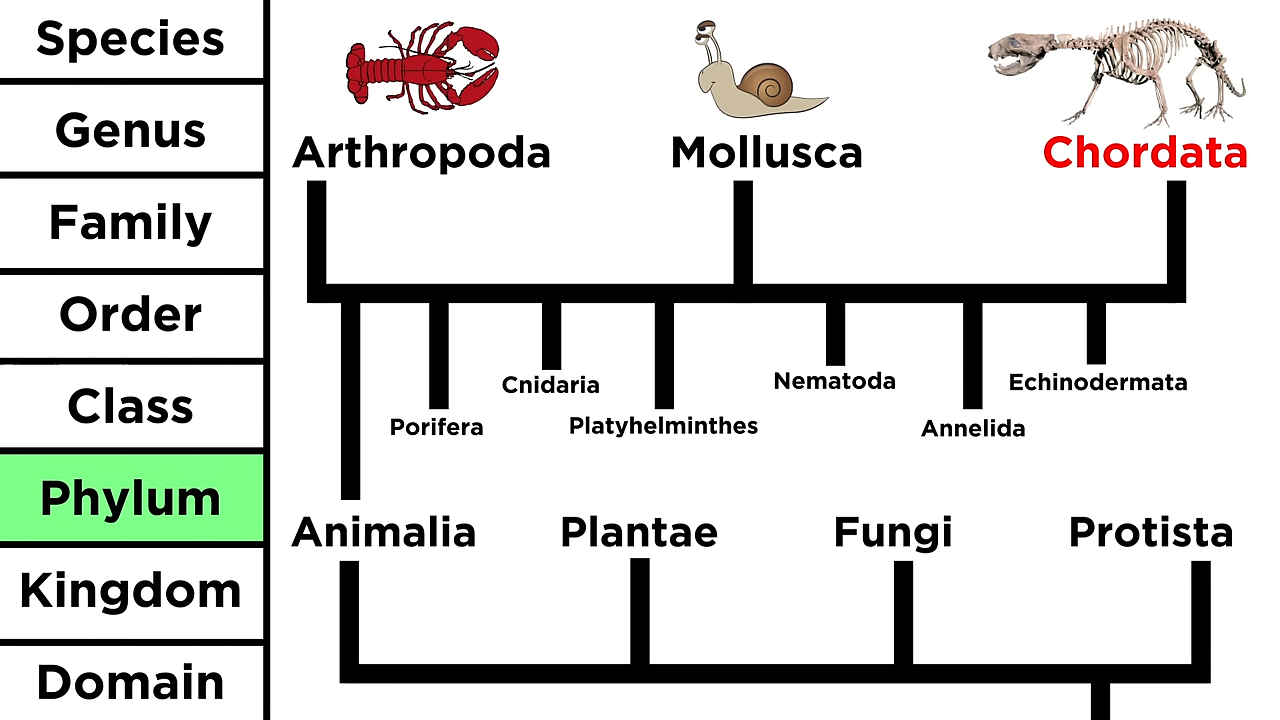 Species
Genus
Family
Order
Class
Phylum
Kingdom
Domain
Arthropoda
Mollusca
Chordata
Porifera
Cnidaria
Platyhelminthes
Nematoda
Annelida
Echinodermata
Animalia
Plantae
Fungi
Protista